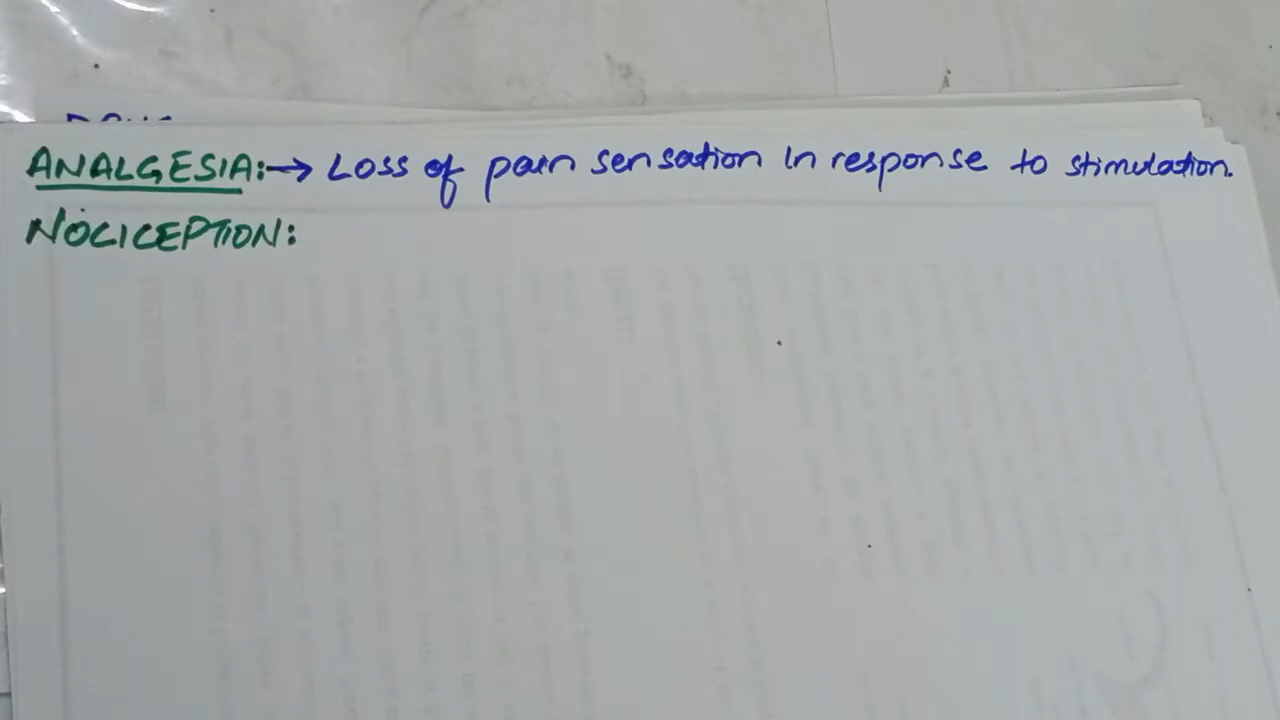 ANALGESIA:→ Loss of pain sensation in response to stimulation.
NOCICEPTION: